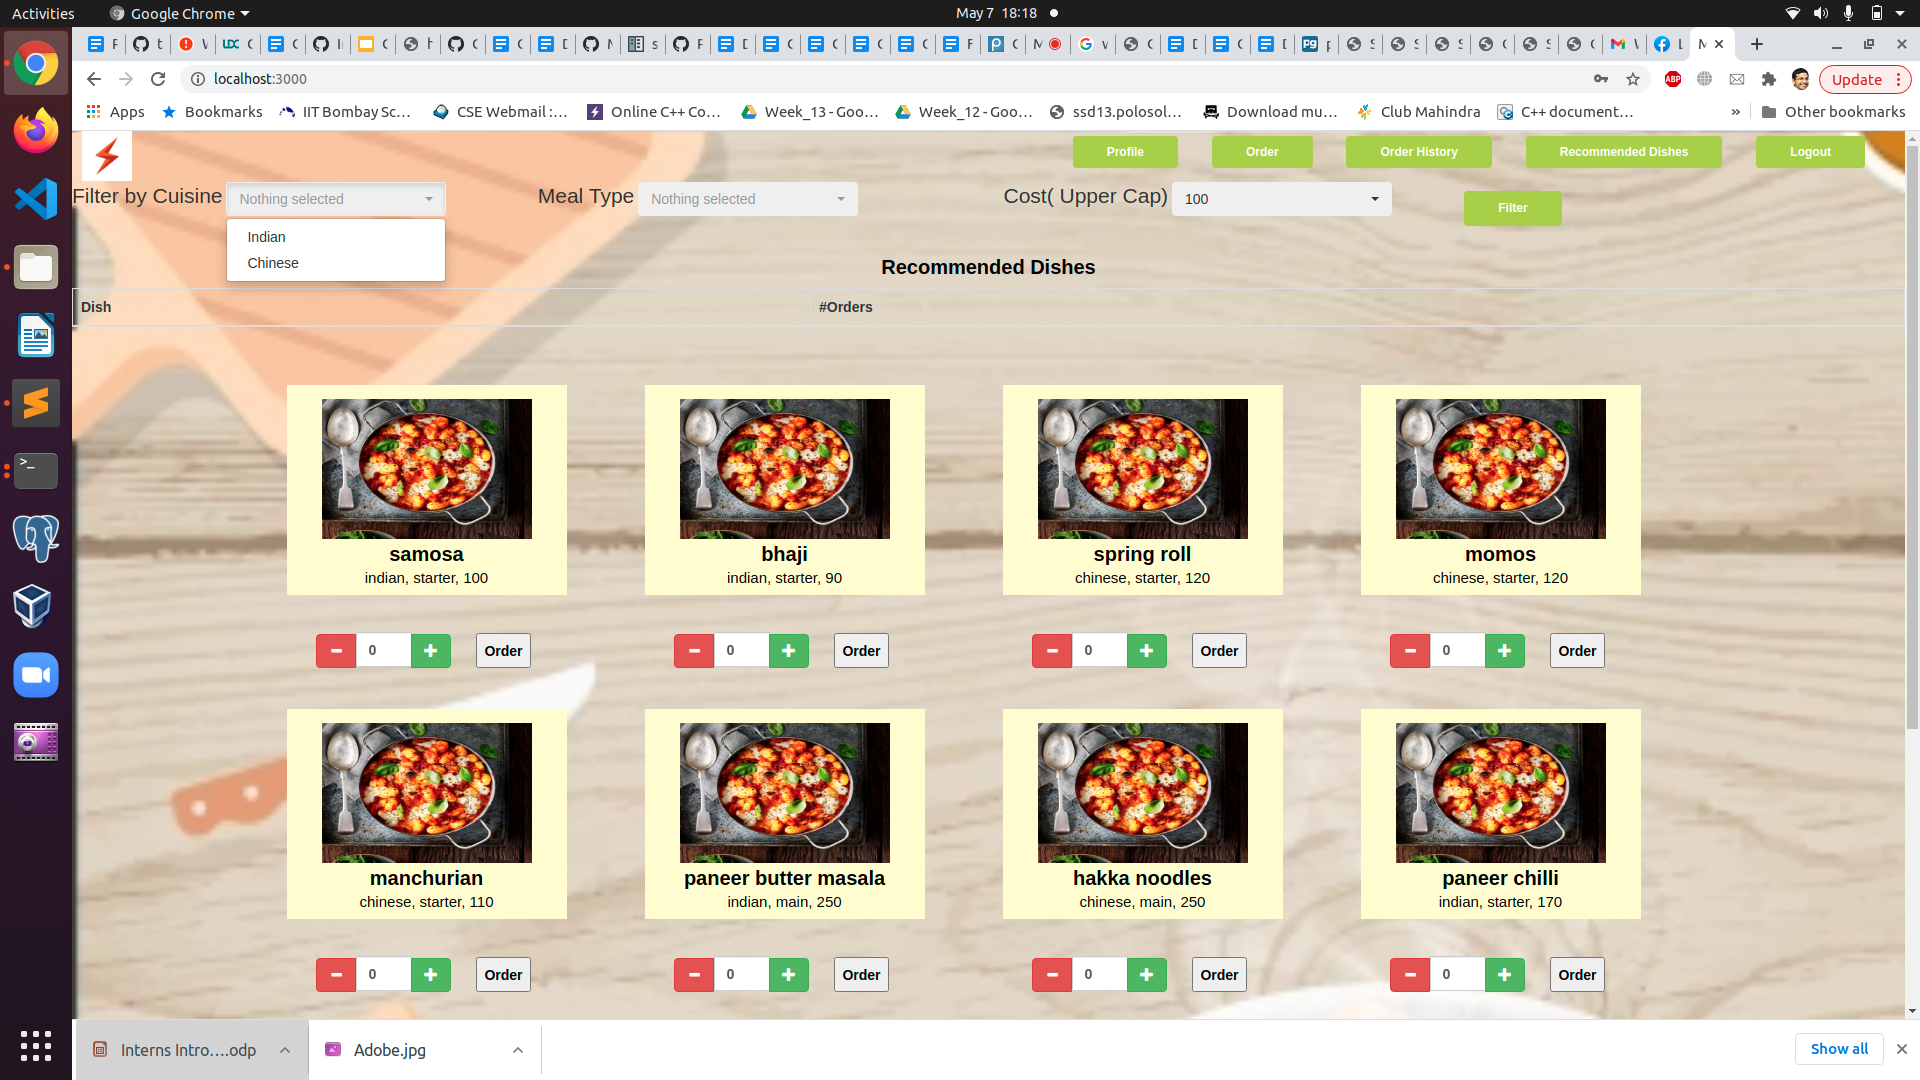 Activities Google Chrome May 7 18:18
localhost:3000 Update
Apps Bookmarks IIT Bombay Sc... CSE Webmail :... Online C++ Co... Week_13 - Goo... Week_12 - Goo... ssd13.polosol... Download mu... Club Mahindra C++ document... » Other bookmarks
Profile Order Order History Recommended Dishes Logout
Filter by Cuisine Nothing selected Meal Type Nothing selected Cost( Upper Cap) 100 Filter
Indian
Chinese
Recommended Dishes
Dish #Orders
samosa bhaji spring roll momos
indian, starter, 100 indian, starter, 90 chinese, starter, 120 chinese, starter, 120
0 Order 0 Order 0 Order 0 Order
manchurian paneer butter masala hakka noodles paneer chilli
chinese, starter, 110 indian, main, 250 chinese, main, 250 indian, starter, 170
0 Order 0 Order 0 Order 0 Order
Interns Intro....odp Adobe.jpg Show all